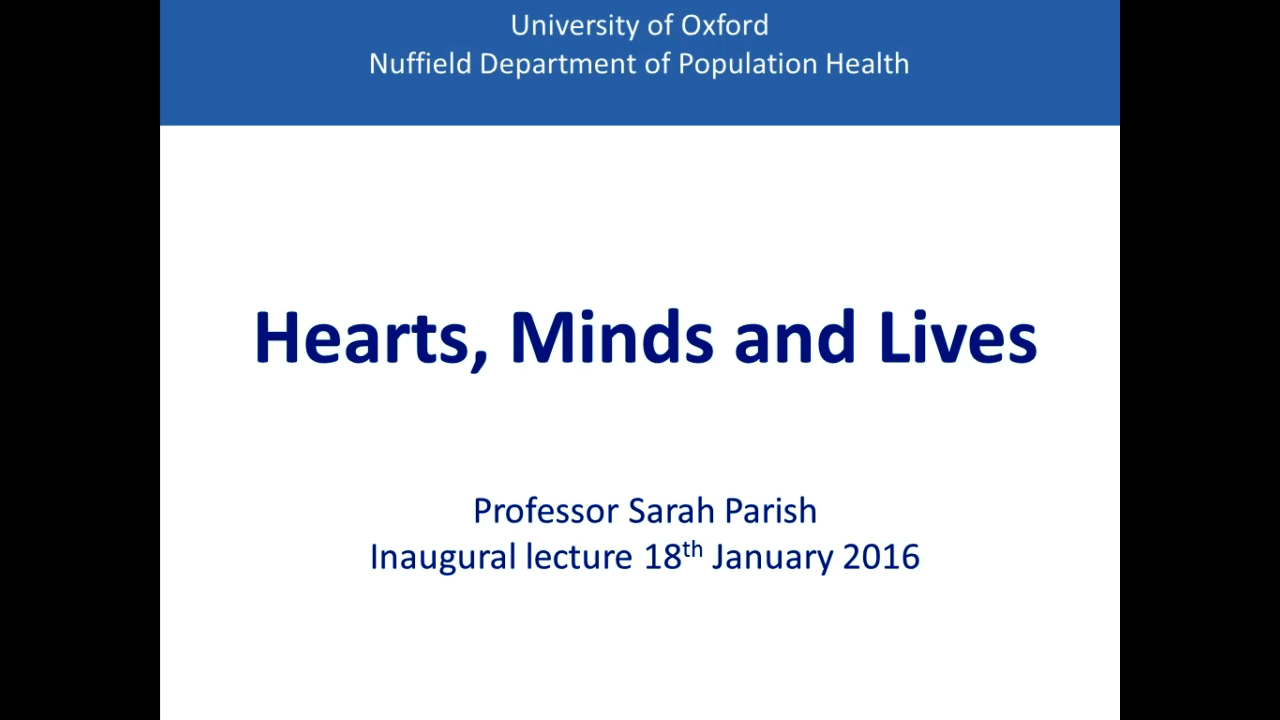 University of Oxford
Nuffield Department of Population Health
Hearts, Minds and Lives
Professor Sarah Parish
Inaugural lecture 18th January 2016